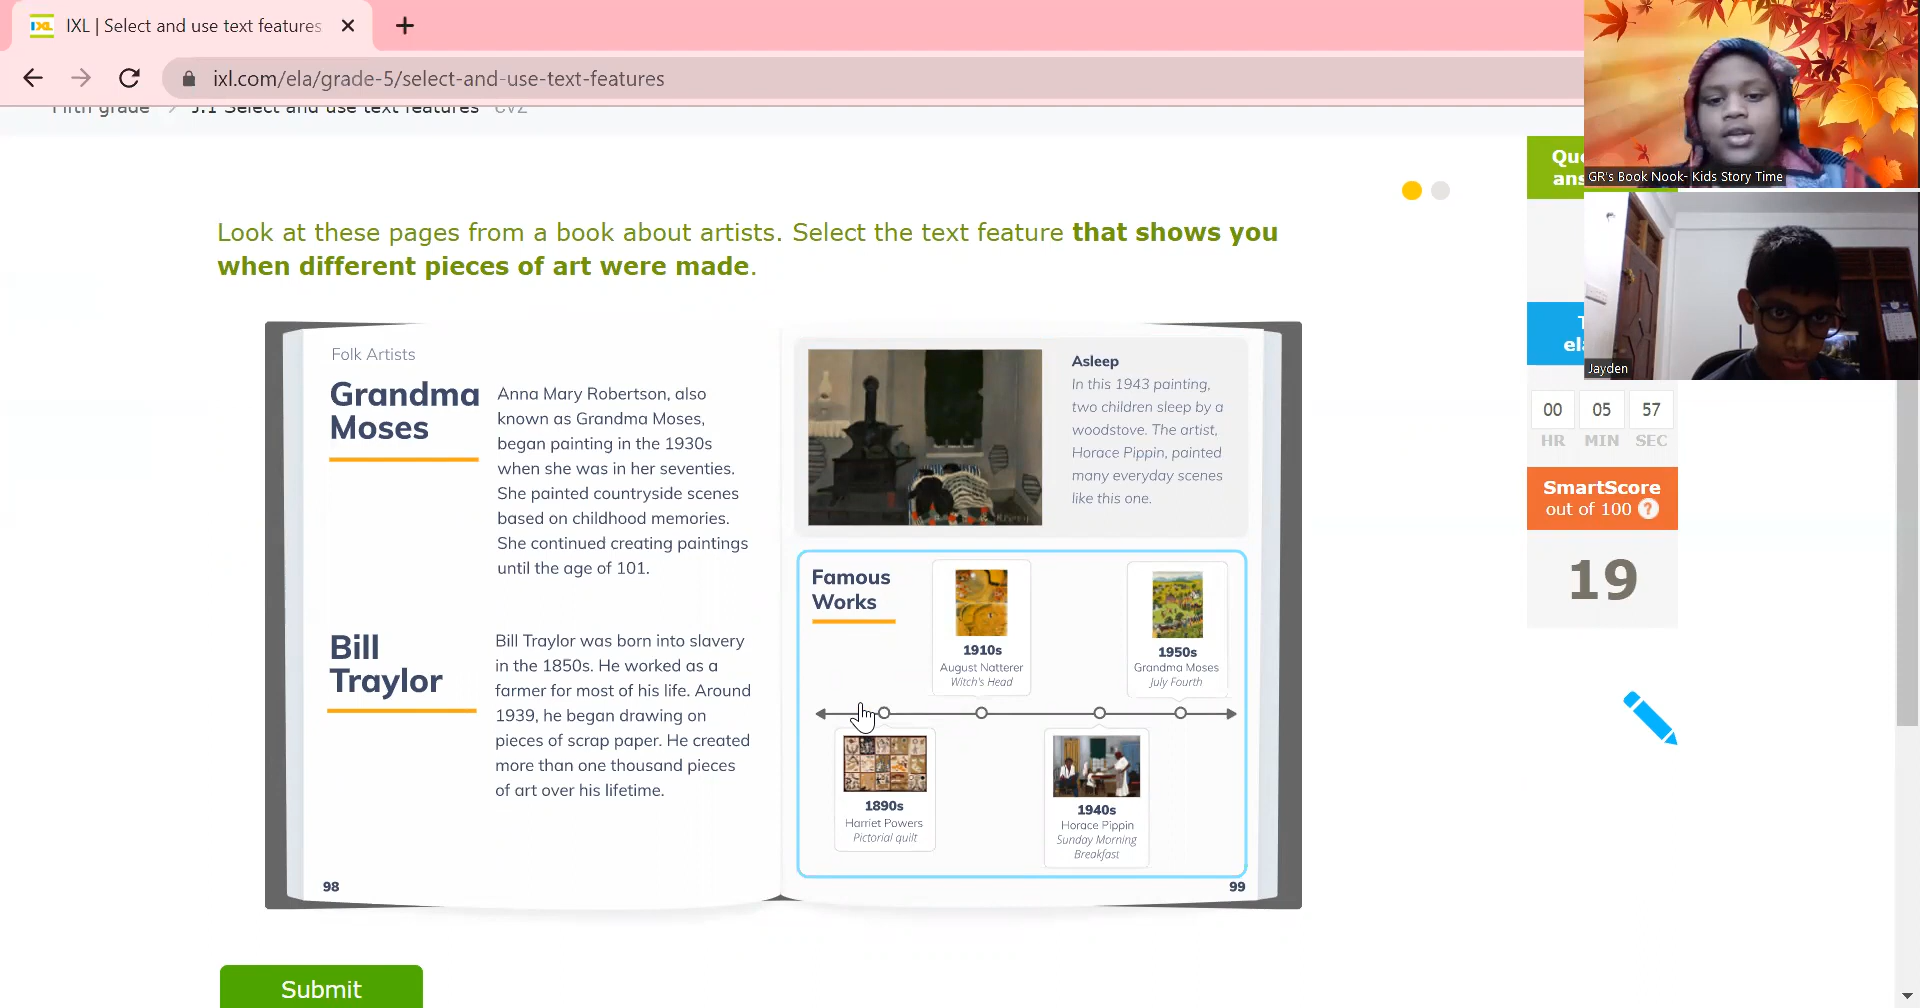 IXL | Select and use text features
ixl.com/ela/grade-5/select-and-use-text-features
Fifth grade > J.1 Select and use text features CVZ
Look at these pages from a book about artists. Select the text feature that shows you
when different pieces of art were made.
Folk Artists
Grandma
Moses
Anna Mary Robertson, also
known as Grandma Moses,
began painting in the 1930s
when she was in her seventies.
She painted countryside scenes
based on childhood memories.
She continued creating paintings
until the age of 101.
Bill
Traylor
Bill Traylor was born into slavery
in the 1850s. He worked as a
farmer for most of his life. Around
1939, he began drawing on
pieces of scrap paper. He created
more than one thousand pieces
of art over his lifetime.
98
Asleep
In this 1943 painting,
two children sleep by a
woodstove. The artist,
Horace Pippin, painted
many everyday scenes
like this one.
Famous
Works
1910s
August Natterer
Witch's Head
1950s
Grandma Moses
July Fourth
1890s
Harriet Powers
Pictorial quilt
1940s
Horace Pippin
Sunday Morning
Breakfast
99
Submit
GR's Book Nook- Kids Story Time
Jayden
00 05 57
HR MIN SEC
SmartScore
out of 100 ?
19